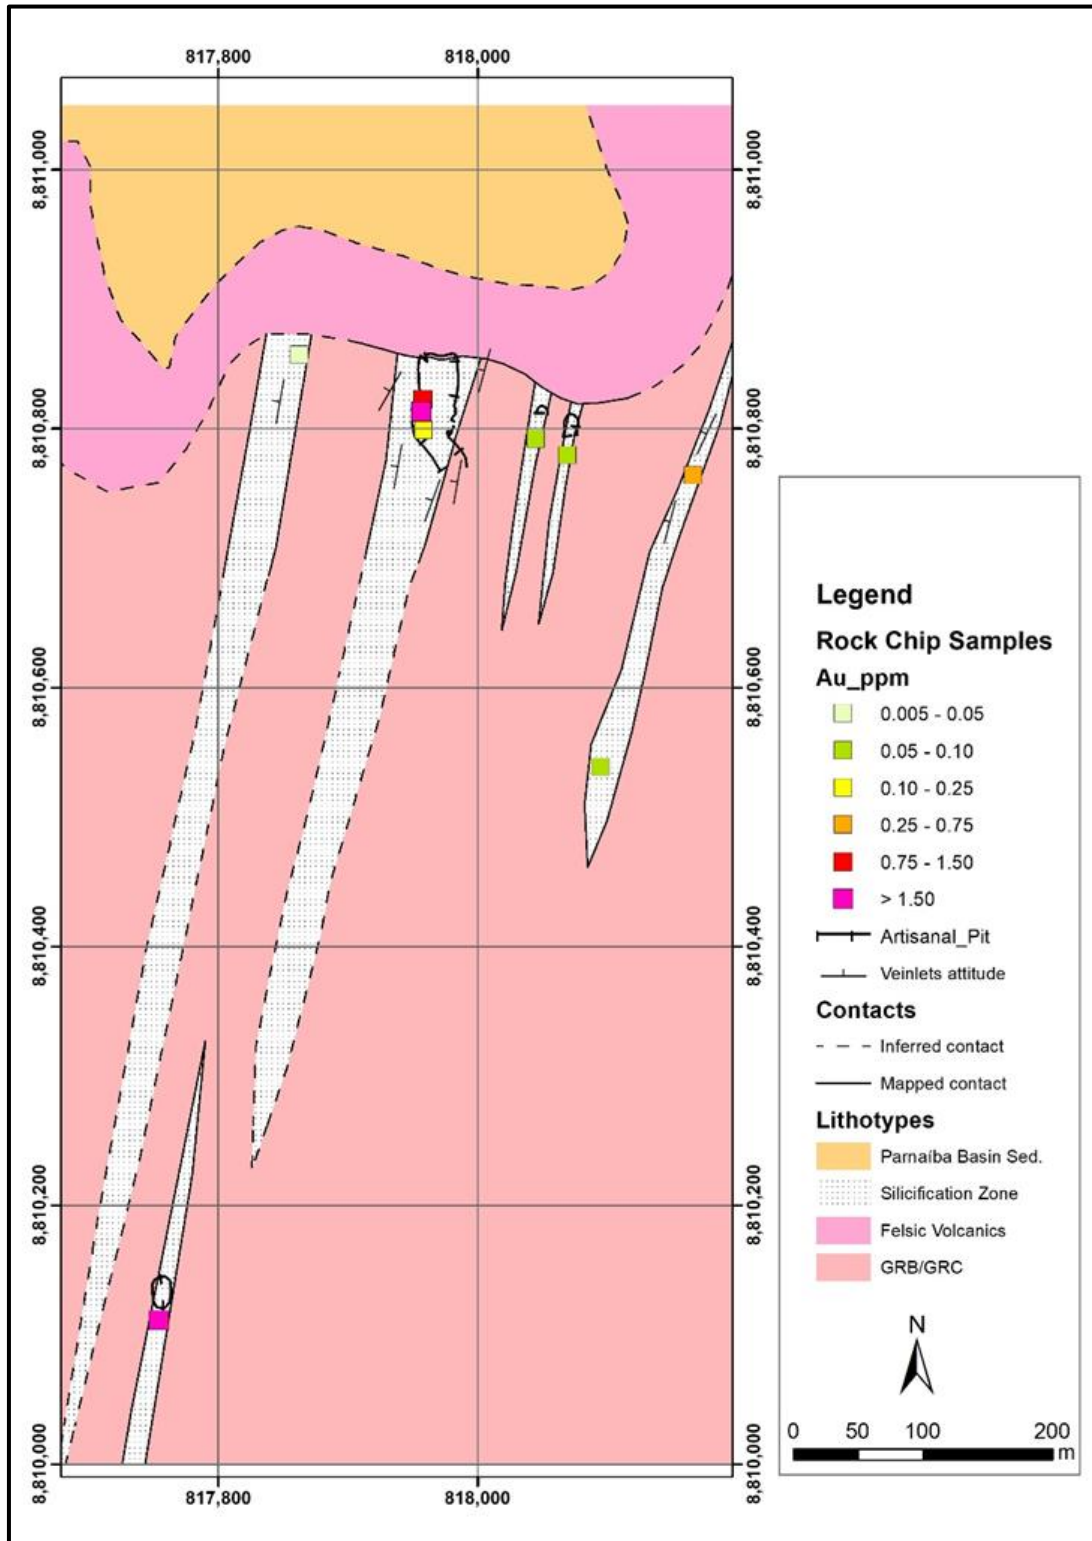 817,800 818,000
8,811,000 8,811,000
8,810,800 8,810,800
8,810,600 8,810,600
8,810,400 8,810,400
8,810,200 8,810,200
8,810,000 8,810,000
817,800 818,000
Legend
Rock Chip Samples
Au_ppm
0.005 - 0.05
0.05 - 0.10
0.10 - 0.25
0.25 - 0.75
0.75 - 1.50
> 1.50
Artisanal_Pit
Veinlets attitude
Contacts
Inferred contact
Mapped contact
Lithotypes
Parnaíba Basin Sed.
Silicification Zone
Felsic Volcanics
GRB/GRC
N
0 50 100 200
m